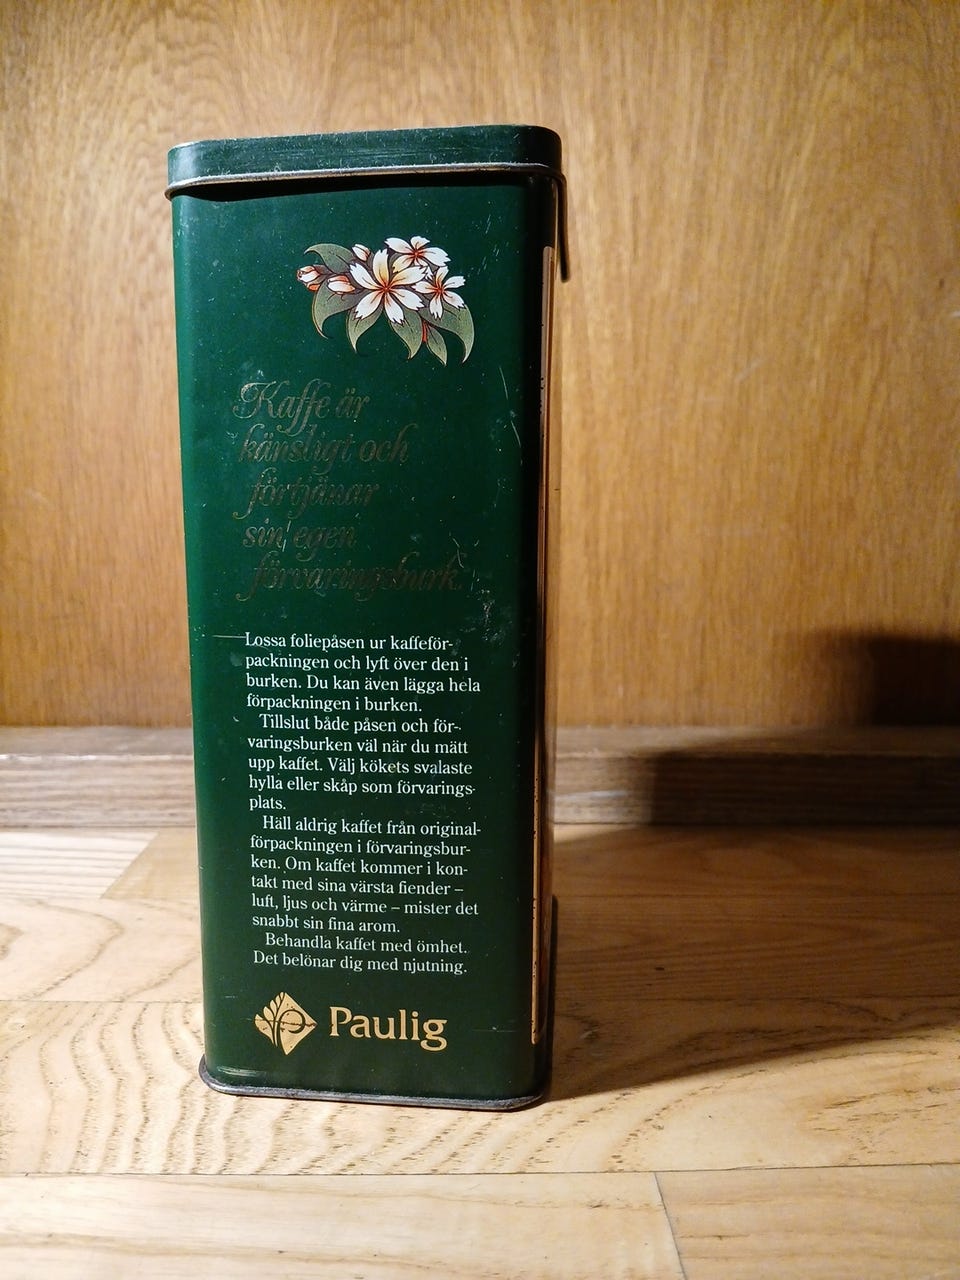 Kaffe är
känsligt och
förtjänar
sin egen
förvaringsburk.
Lossa foliepåsen ur kaffeför-
packningen och lyft över den i
burken. Du kan även lägga hela
förpackningen i burken.
Tillslut både påsen och för-
varingsburken väl när du mätt
upp kaffet. Välj kökets svalaste
hylla eller skåp som förvarings-
plats.
Häll aldrig kaffet från original-
förpackningen i förvaringsbur-
ken. Om kaffet kommer i kon-
takt med sina värsta fiender –
luft, ljus och värme – mister det
snabbt sin fina arom.
Behandla kaffet med ömhet.
Det belönar dig med njutning.
Paulig